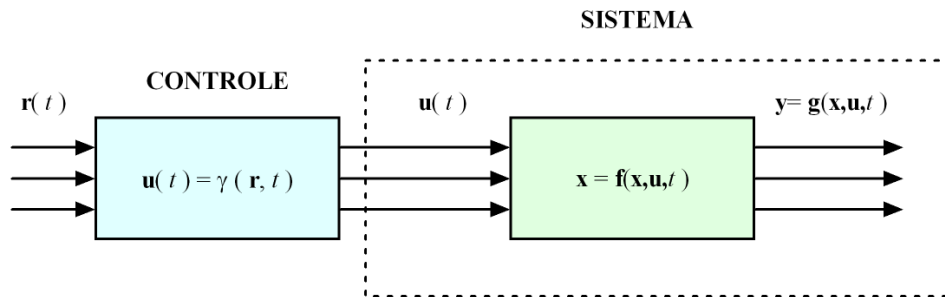 SISTEMA
CONTROLE
r( t )
u( t )
y= g(x,u,t)
u( t ) = γ ( r, t )
x = f(x,u,t)